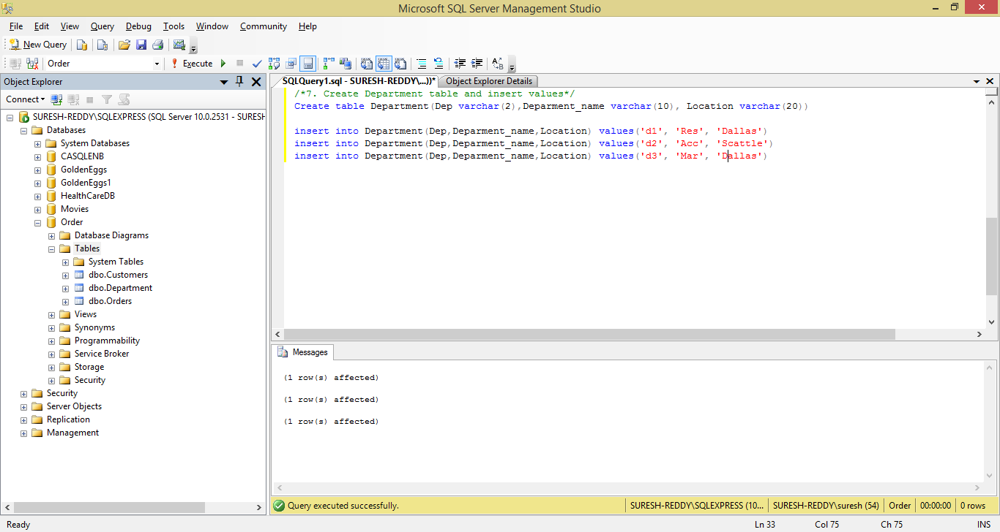 Microsoft SQL Server Management Studio
File Edit View Query Debug Tools Window Community Help
New Query
Order Execute
Object Explorer
SQLQuery1.sql - SURESH-REDDY\...))* Object Explorer Details
Connect
SURESH-REDDY\SQLEXPRESS (SQL Server 10.0.2531 - SURESH
Databases
System Databases
CASQLENB
GoldenEggs
GoldenEggs1
HealthCareDB
Movies
Order
Database Diagrams
Tables
System Tables
dbo.Customers
dbo.Department
dbo.Orders
Views
Synonyms
Programmability
Service Broker
Storage
Security
Security
Server Objects
Replication
Management
/*7. Create Department table and insert values*/
Create table Department(Dep varchar(2),Deparment_name varchar(10), Location varchar(20))
insert into Department(Dep,Deparment_name,Location) values('d1', 'Res', 'Dallas')
insert into Department(Dep,Deparment_name,Location) values('d2', 'Acc', 'Scattle')
insert into Department(Dep,Deparment_name,Location) values('d3', 'Mar', 'Dallas')
Messages
(1 row(s) affected)
(1 row(s) affected)
(1 row(s) affected)
Query executed successfully. SURESH-REDDY\SQLEXPRESS (10... SURESH-REDDY\suresh (54) Order 00:00:00 0 rows
Ready Ln 33 Col 75 Ch 75 INS